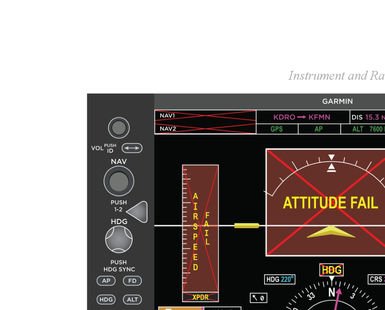 Instrument and Ra
GARMIN
NAV1
KDRO → KFMN
DIS 15.3 N
NAV2
GPS
AP
ALT 7600
VOL
PUSH
ID
NAV
PUSH
1-2
HDG
PUSH
HDG SYNC
AP
FD
HDG
ALT
AIRSPEED
FAIL
XPDR
ATTITUDE FAIL
HDG
HDG 220°
CRS
N
33
3
0